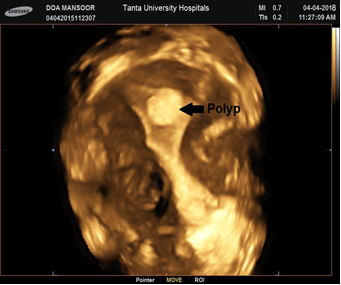 SAMSUNG
DOA MANSOOR
04042015112307
Tanta University Hospitals
MI 0.7
TIs 0.2
04-04-2018
11:27:09 AM
Polyp
Pointer MOVE ROI